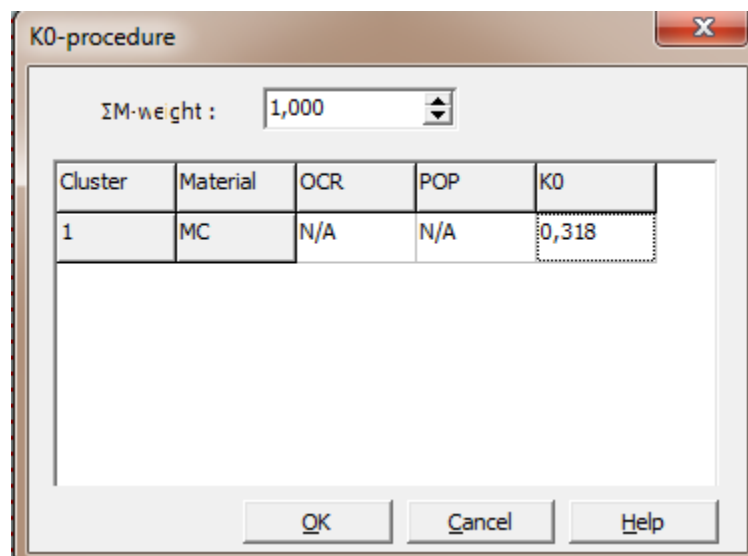 K0-procedure
ΣM-weight : 1,000
Cluster Material OCR POP K0
1 MC N/A N/A 0,318
OK Cancel Help